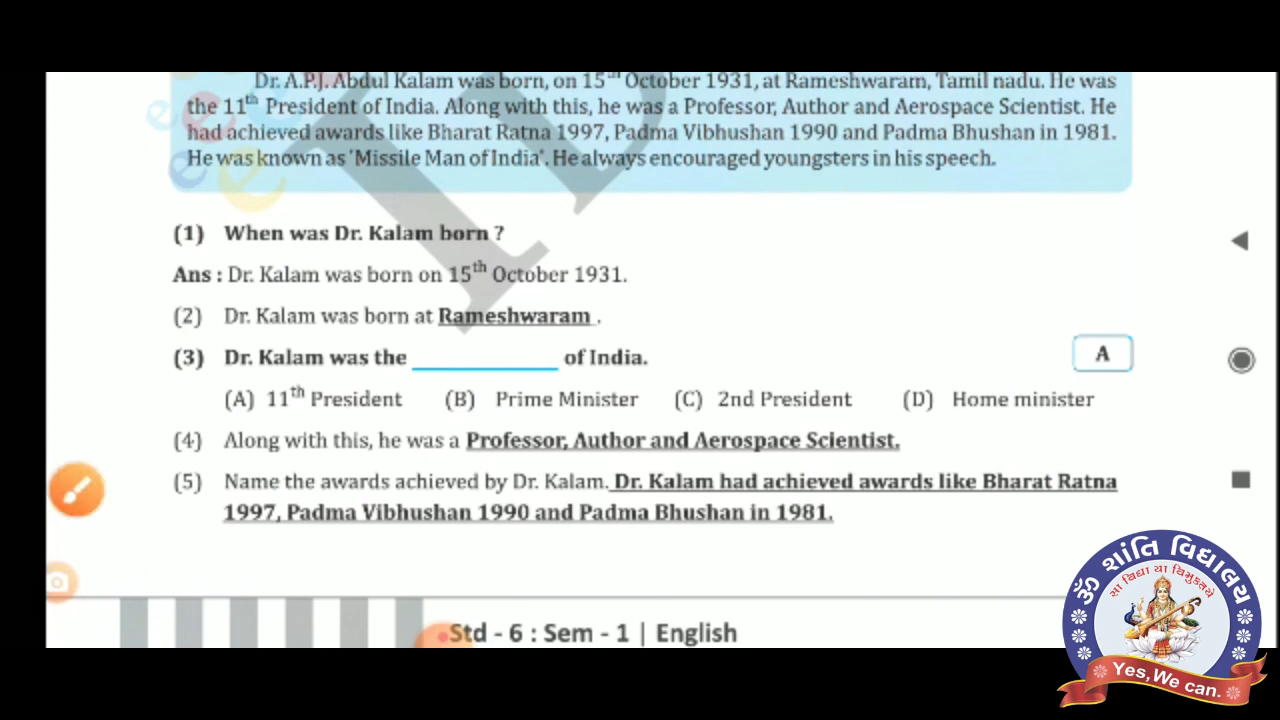 Dr. A.P.J. Abdul Kalam was born, on 15th October 1931, at Rameshwaram, Tamil nadu. He was
the 11th President of India. Along with this, he was a Professor, Author and Aerospace Scientist. He
had achieved awards like Bharat Ratna 1997, Padma Vibhushan 1990 and Padma Bhushan in 1981.
He was known as 'Missile Man of India'. He always encouraged youngsters in his speech.
(1) When was Dr. Kalam born ?
Ans : Dr. Kalam was born on 15th October 1931.
(2) Dr. Kalam was born at Rameshwaram .
(3) Dr. Kalam was the ____________ of India. A
(A) 11th President (B) Prime Minister (C) 2nd President (D) Home minister
(4) Along with this, he was a Professor, Author and Aerospace Scientist.
(5) Name the awards achieved by Dr. Kalam. Dr. Kalam had achieved awards like Bharat Ratna
1997, Padma Vibhushan 1990 and Padma Bhushan in 1981.
Std - 6 : Sem - 1 | English
ૐ શાંતિ વિદ્યાલય
સા વિદ્યા યા વિમુક્તયે
Yes, We can.